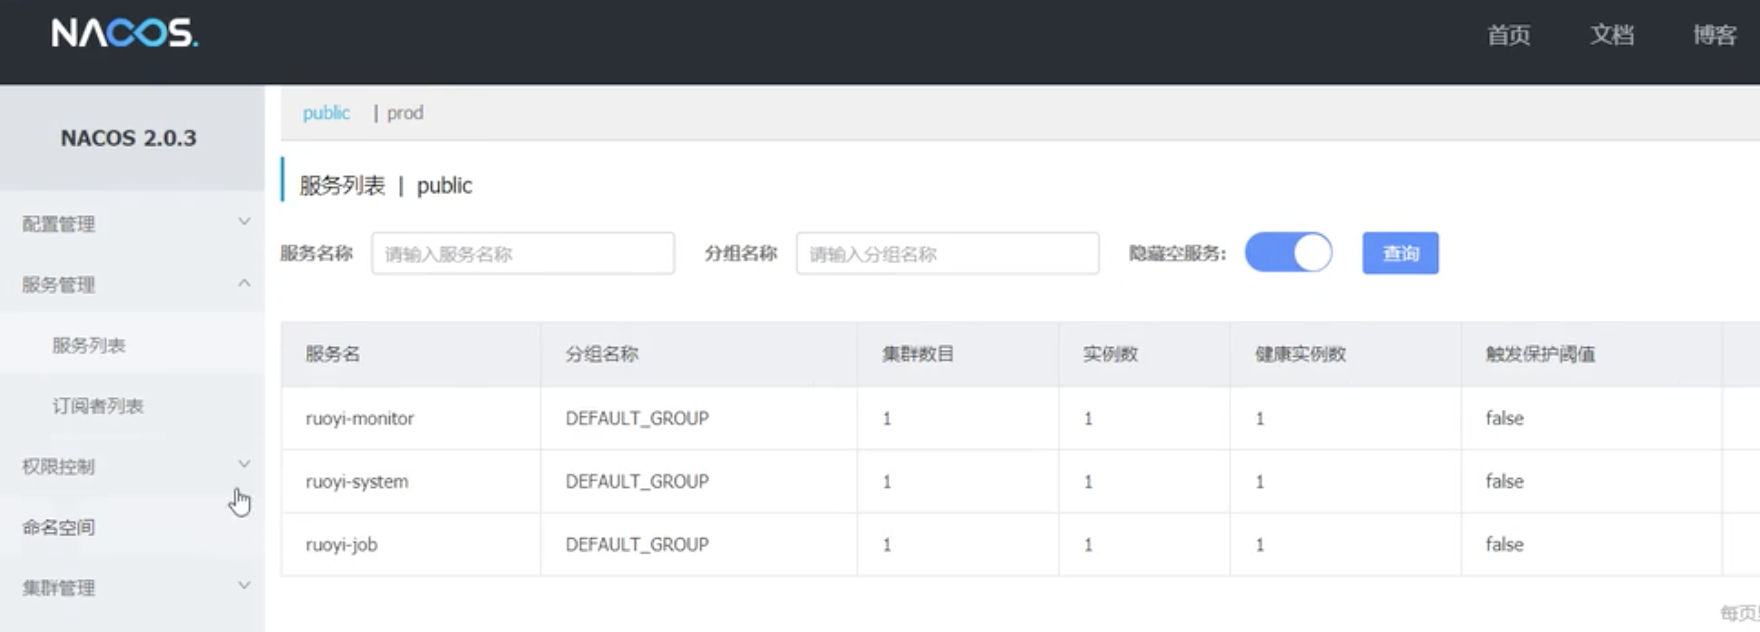 NACOS.
首页 文档 博客
NACOS 2.0.3
配置管理
服务管理
服务列表
订阅者列表
权限控制
命名空间
集群管理
public | prod
服务列表 | public
服务名称 请输入服务名称 分组名称 请输入分组名称 隐藏空服务: 查询
服务名 分组名称 集群数目 实例数 健康实例数 触发保护阈值
ruoyi-monitor DEFAULT_GROUP 1 1 1 false
ruoyi-system DEFAULT_GROUP 1 1 1 false
ruoyi-job DEFAULT_GROUP 1 1 1 false
每页